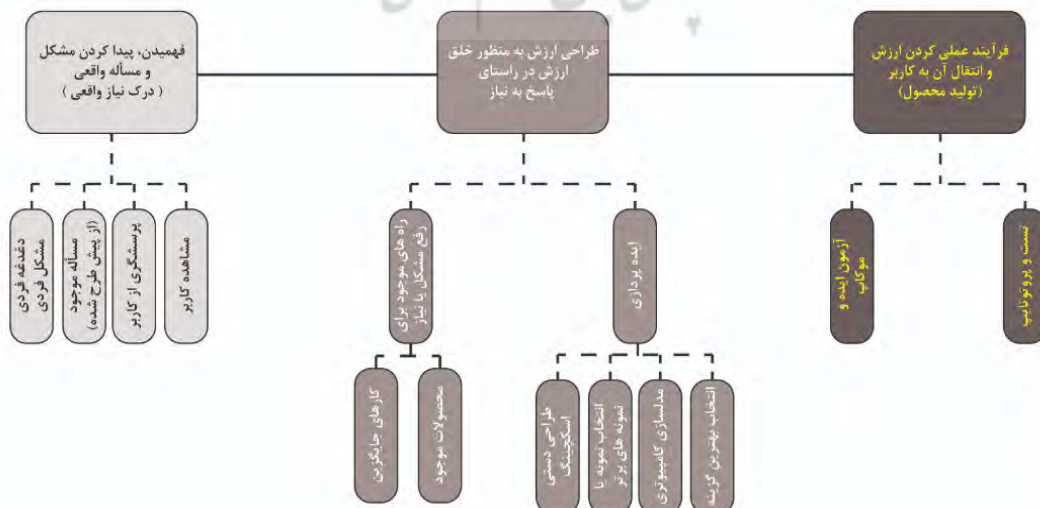 فهمیدن، پیدا کردن مشکل
و مسأله واقعی
( درک نیاز واقعی )
طراحی ارزش به منظور خلق
ارزش در راستای
پاسخ به نیاز
فرآیند عملی کردن ارزش
و انتقال آن به کاربر
(تولید محصول)
دغدغه فردی
مشکل فردی
مسأله موجود
(از پیش طرح شده)
پرسشگری از کاربر
مشاهده کاربر
راه های موجود برای
رفع مشکل یا نیاز
ایده پردازی
آزمون ایده و
موکاپ
تست و پروتوتایپ
کارهای جایگزین
محصولات موجود
طراحی دستی
اسکچینگ
انتخاب نمونه یا
نمونه های برتر
مدلسازی کامپیوتری
انتخاب بهترین گزینه